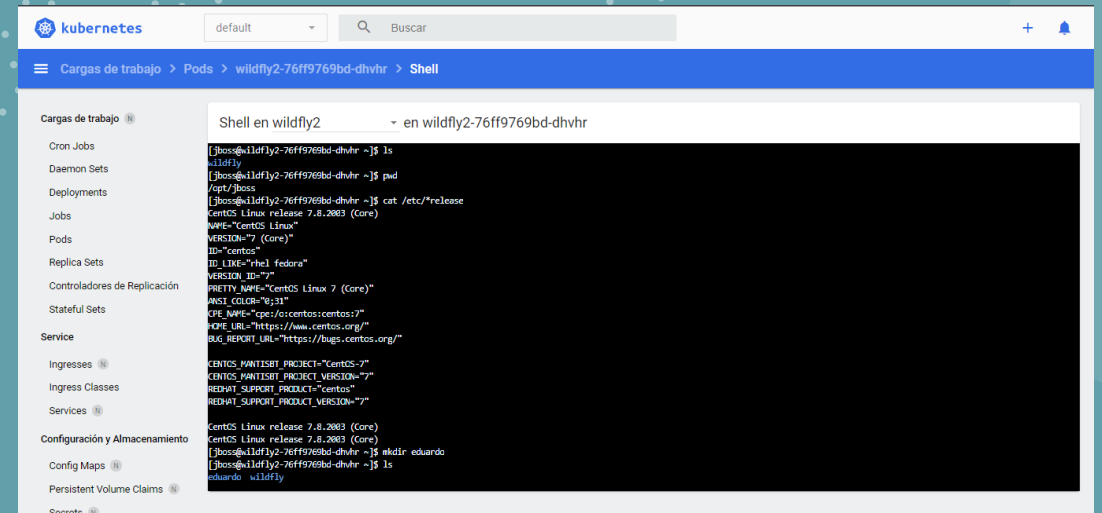 kubernetes
default
Buscar
Cargas de trabajo > Pods > wildfly2-76ff9769bd-dhvhr > Shell
Cargas de trabajo N
Cron Jobs
Daemon Sets
Deployments
Jobs
Pods
Replica Sets
Controladores de Replicación
Stateful Sets
Service
Ingresses N
Ingress Classes
Services N
Configuración y Almacenamiento
Config Maps N
Persistent Volume Claims N
Secrets N
Shell en wildfly2 en wildfly2-76ff9769bd-dhvhr
[jboss@wildfly2-76ff9769bd-dhvhr ~]$ ls
wildfly
[jboss@wildfly2-76ff9769bd-dhvhr ~]$ pwd
/opt/jboss
[jboss@wildfly2-76ff9769bd-dhvhr ~]$ cat /etc/*release
CentOS Linux release 7.8.2003 (Core)
NAME="CentOS Linux"
VERSION="7 (Core)"
ID="centos"
ID_LIKE="rhel fedora"
VERSION_ID="7"
PRETTY_NAME="CentOS Linux 7 (Core)"
ANSI_COLOR="0;31"
CPE_NAME="cpe:/o:centos:centos:7"
HOME_URL="https://www.centos.org/"
BUG_REPORT_URL="https://bugs.centos.org/"
CENTOS_MANTISBT_PROJECT="CentOS-7"
CENTOS_MANTISBT_PROJECT_VERSION="7"
REDHAT_SUPPORT_PRODUCT="centos"
REDHAT_SUPPORT_PRODUCT_VERSION="7"
CentOS Linux release 7.8.2003 (Core)
CentOS Linux release 7.8.2003 (Core)
[jboss@wildfly2-76ff9769bd-dhvhr ~]$ mkdir eduardo
[jboss@wildfly2-76ff9769bd-dhvhr ~]$ ls
eduardo wildfly